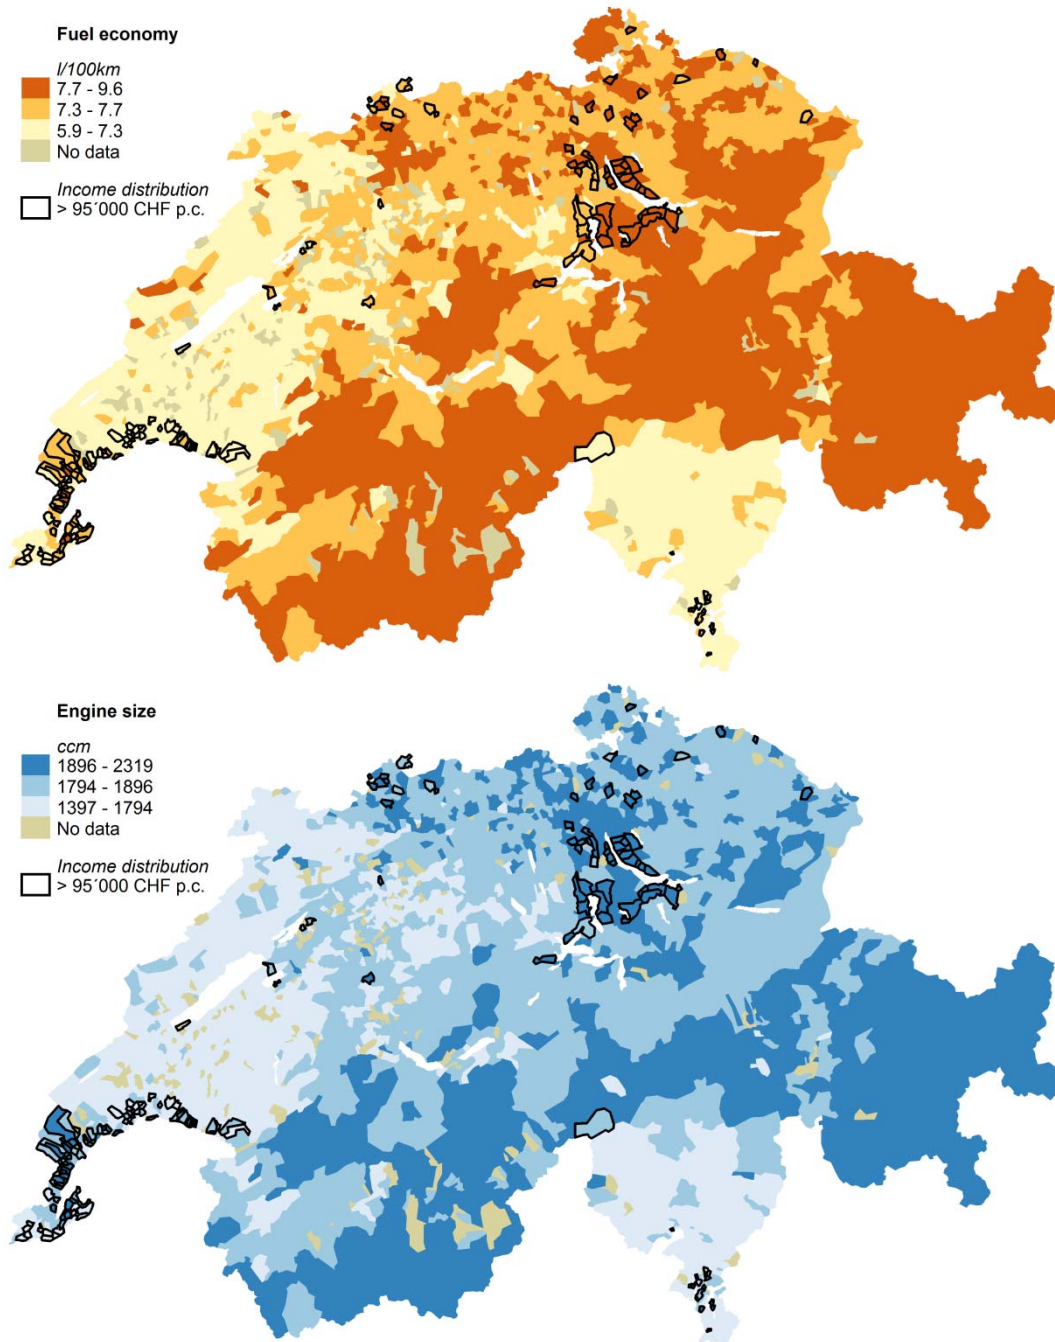 Fuel economy
l/100km
7.7 - 9.6
7.3 - 7.7
5.9 - 7.3
No data
Income distribution
> 95´000 CHF p.c.
Engine size
ccm
1896 - 2319
1794 - 1896
1397 - 1794
No data
Income distribution
> 95´000 CHF p.c.